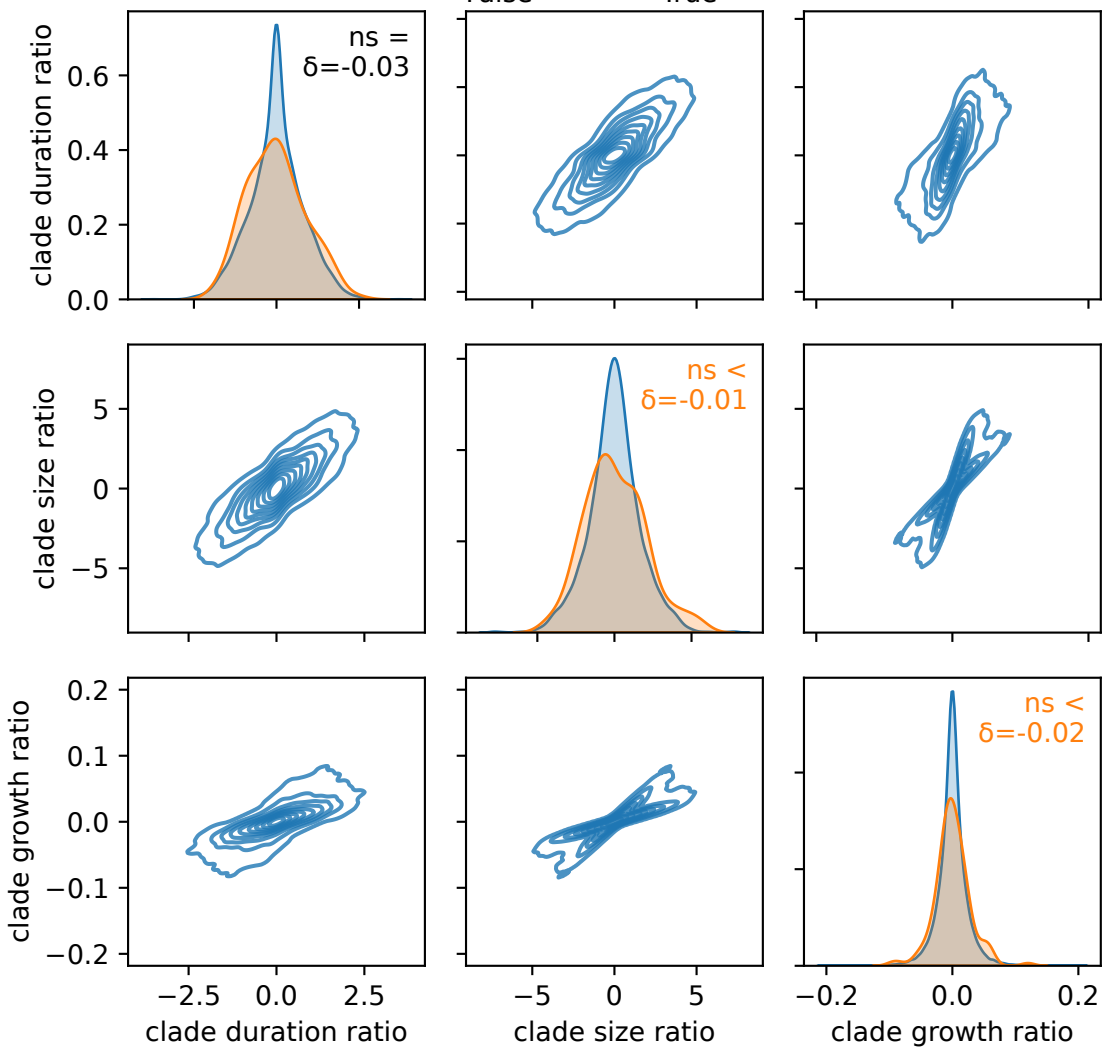 clade duration ratio
0.6
0.4
0.2
0.0
ns =
δ=-0.03
clade size ratio
5
0
−5
ns <
δ=-0.01
clade growth ratio
0.2
0.1
0.0
−0.1
−0.2
ns <
δ=-0.02
−2.5 0.0 2.5
−5 0 5
−0.2 0.0 0.2
clade duration ratio
clade size ratio
clade growth ratio